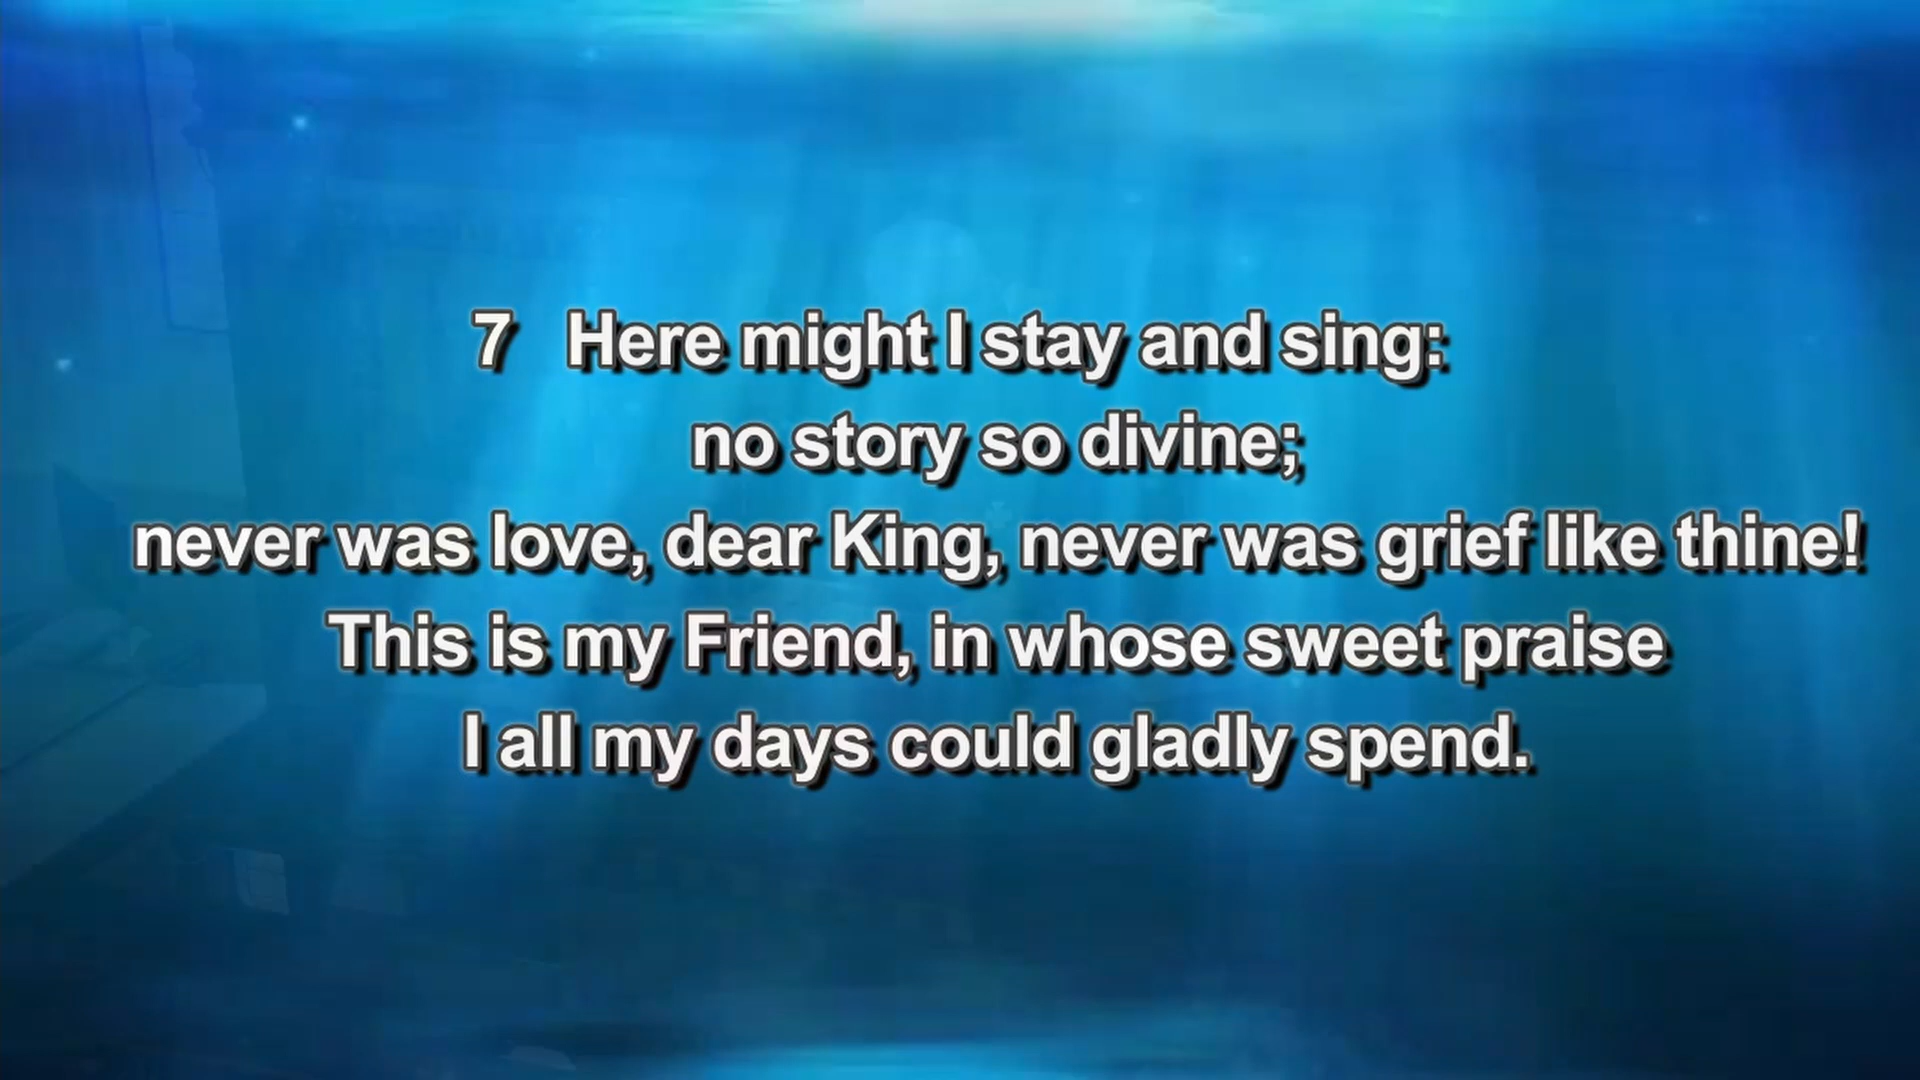 7 Here might I stay and sing:
no story so divine;
never was love, dear King, never was grief like thine!
This is my Friend, in whose sweet praise
I all my days could gladly spend.